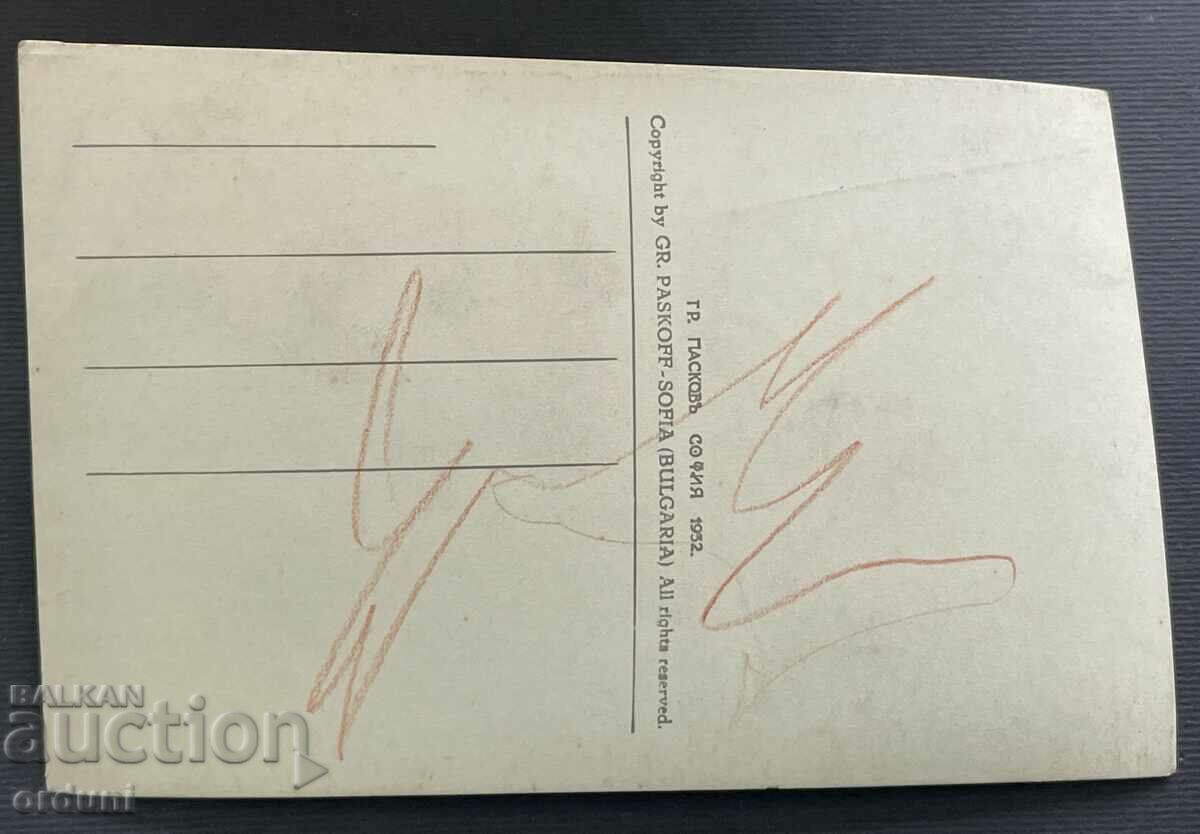 Copyright by GR. PASKOFF - SOFIA (BULGARIA) All rights reserved.
ГР. ПАСКОВЪ СОФИЯ 1932.
BALKAN
auction
orduni